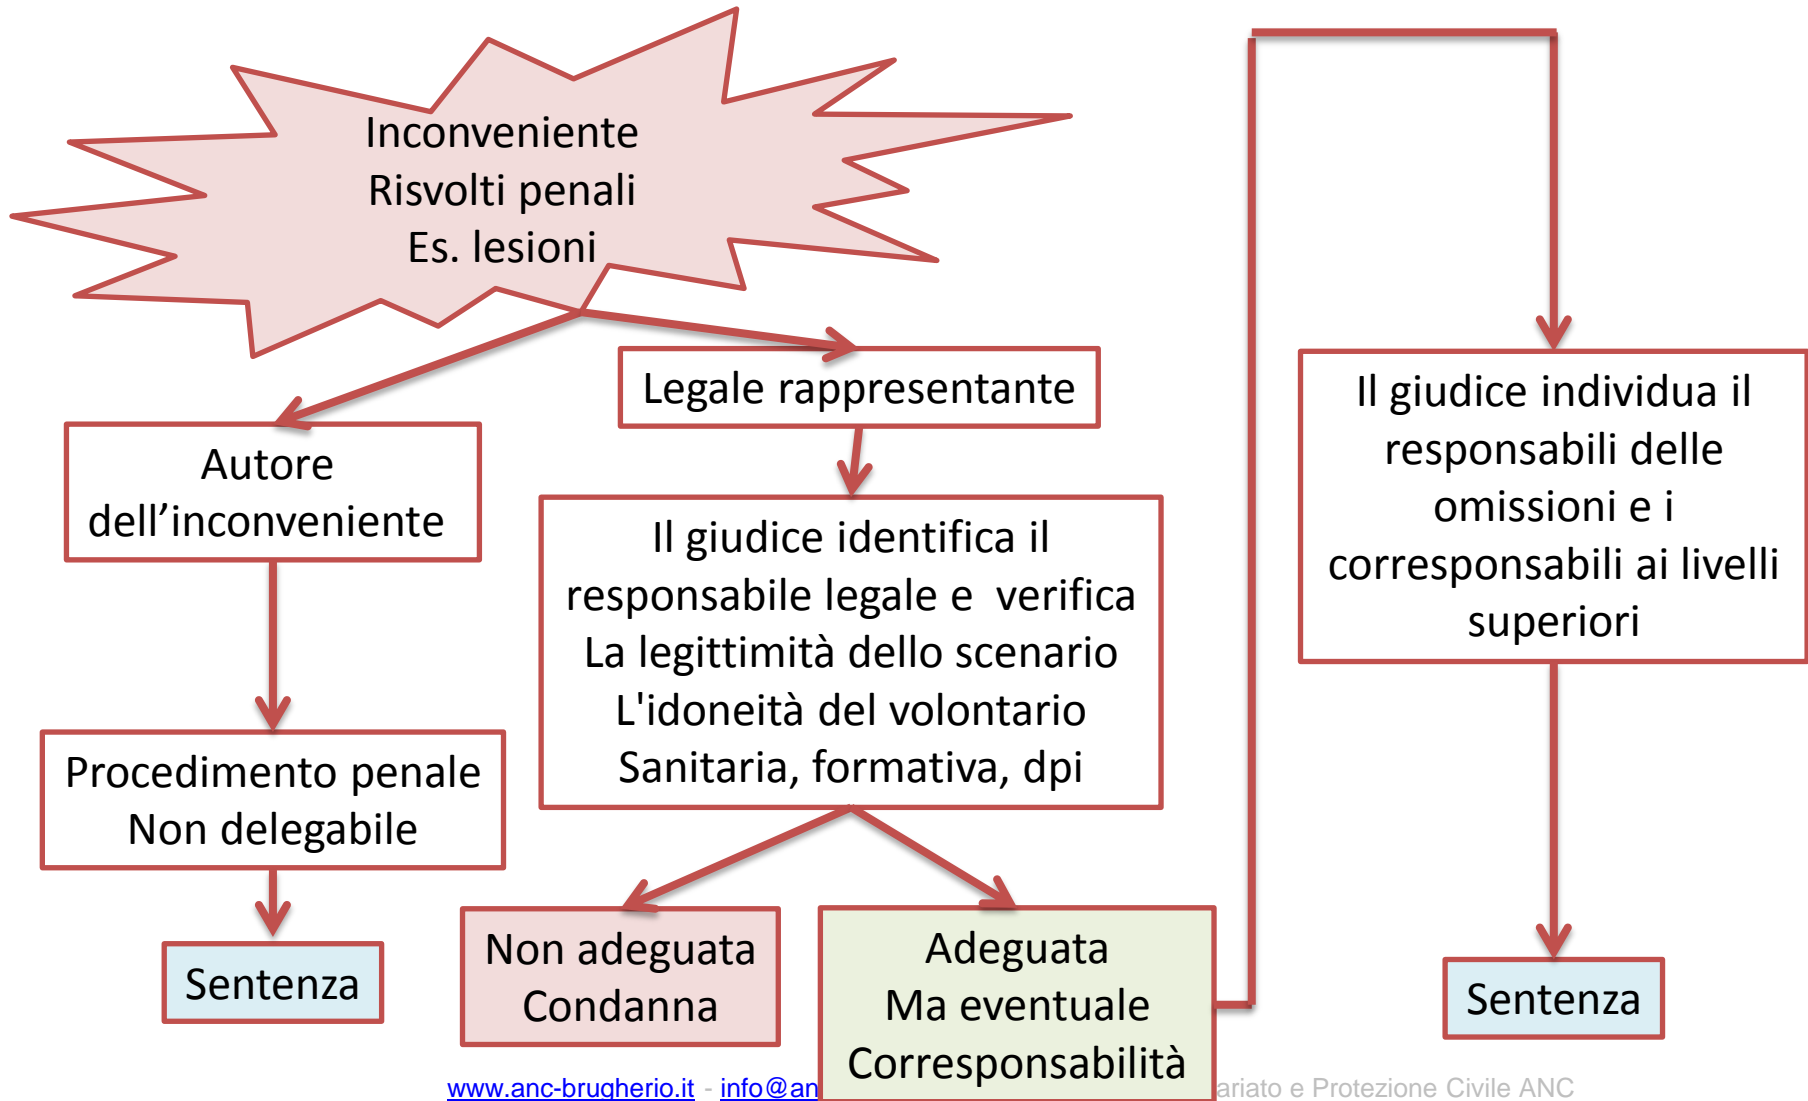 Inconveniente
Risvolti penali
Es. lesioni
Legale rappresentante
Autore
dell’inconveniente
Il giudice identifica il
responsabile legale e verifica
La legittimità dello scenario
L'idoneità del volontario
Sanitaria, formativa, dpi
Procedimento penale
Non delegabile
Sentenza
Non adeguata
Condanna
Adeguata
Ma eventuale
Corresponsabilità
Il giudice individua il
responsabili delle
omissioni e i
corresponsabili ai livelli
superiori
Sentenza
www.anc-brugherio.it - info@an
ariato e Protezione Civile ANC